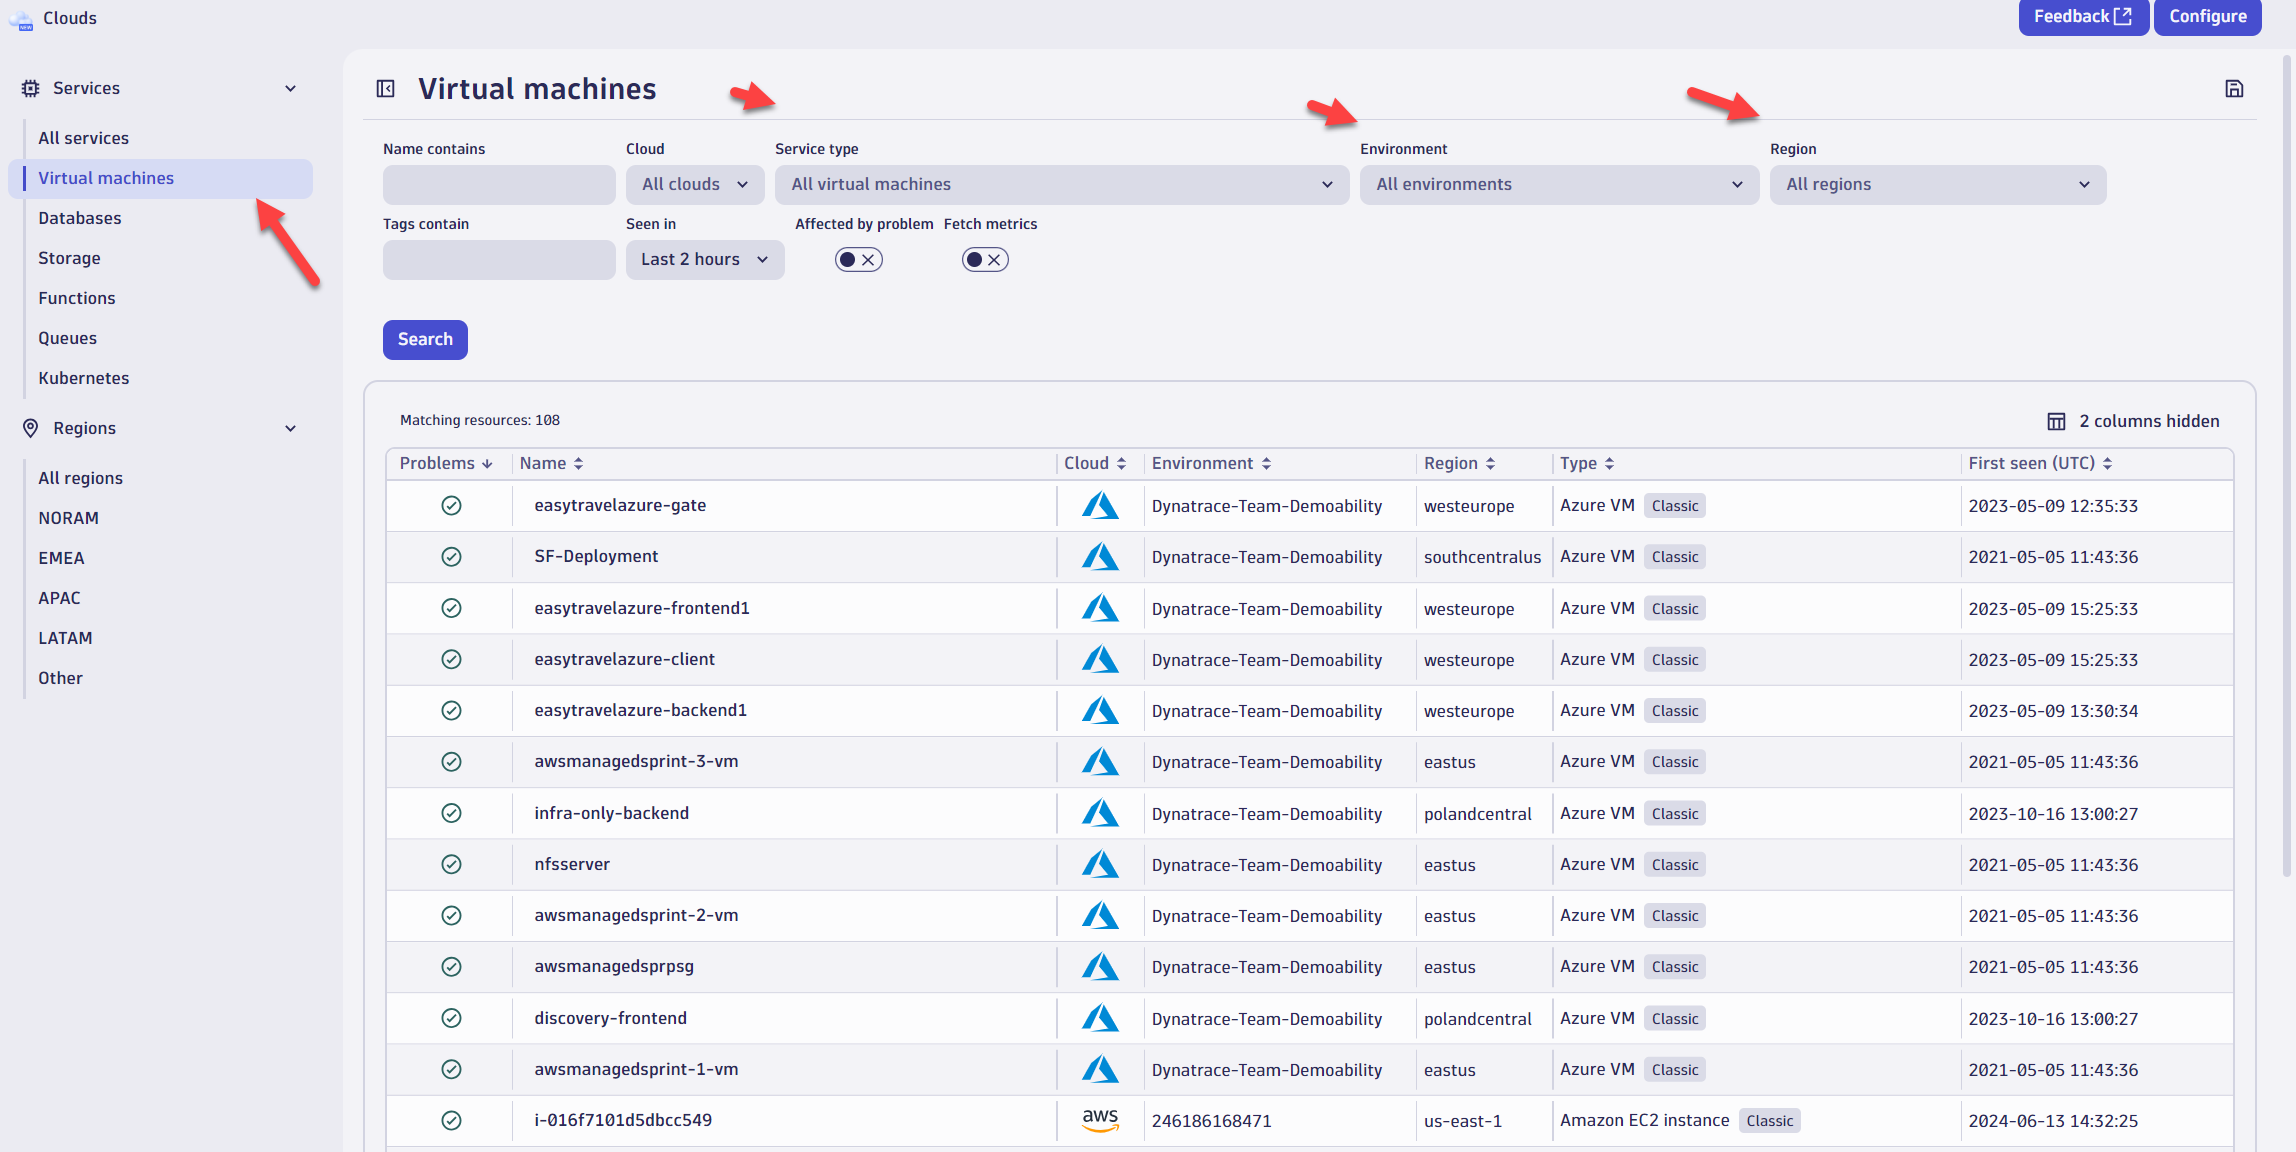 Clouds
NEW
Feedback
Configure
Services
All services
Virtual machines
Databases
Storage
Functions
Queues
Kubernetes
Regions
All regions
NORAM
EMEA
APAC
LATAM
Other
Virtual machines
Name contains Cloud Service type Environment Region
All clouds All virtual machines All environments All regions
Tags contain Seen in Affected by problem Fetch metrics
Last 2 hours
Search
Matching resources: 108
2 columns hidden
Problems Name Cloud Environment Region Type First seen (UTC)
easytravelazure-gate Dynatrace-Team-Demoability westeurope Azure VM Classic 2023-05-09 12:35:33
SF-Deployment Dynatrace-Team-Demoability southcentralus Azure VM Classic 2021-05-05 11:43:36
easytravelazure-frontend1 Dynatrace-Team-Demoability westeurope Azure VM Classic 2023-05-09 15:25:33
easytravelazure-client Dynatrace-Team-Demoability westeurope Azure VM Classic 2023-05-09 15:25:33
easytravelazure-backend1 Dynatrace-Team-Demoability westeurope Azure VM Classic 2023-05-09 13:30:34
awsmanagedsprint-3-vm Dynatrace-Team-Demoability eastus Azure VM Classic 2021-05-05 11:43:36
infra-only-backend Dynatrace-Team-Demoability polandcentral Azure VM Classic 2023-10-16 13:00:27
nfsserver Dynatrace-Team-Demoability eastus Azure VM Classic 2021-05-05 11:43:36
awsmanagedsprint-2-vm Dynatrace-Team-Demoability eastus Azure VM Classic 2021-05-05 11:43:36
awsmanagedsprpsg Dynatrace-Team-Demoability eastus Azure VM Classic 2021-05-05 11:43:36
discovery-frontend Dynatrace-Team-Demoability polandcentral Azure VM Classic 2023-10-16 13:00:27
awsmanagedsprint-1-vm Dynatrace-Team-Demoability eastus Azure VM Classic 2021-05-05 11:43:36
i-016f7101d5dbcc549 aws 246186168471 us-east-1 Amazon EC2 instance Classic 2024-06-13 14:32:25